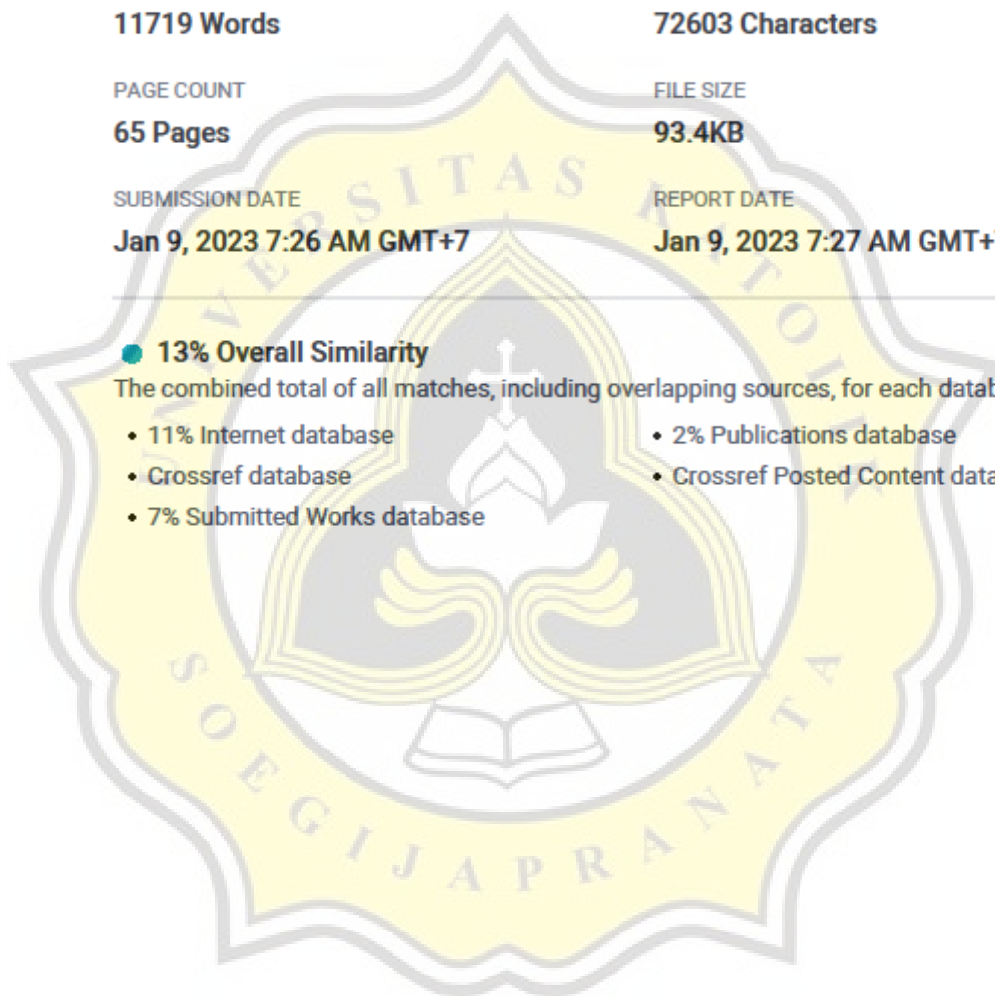 11719 Words 72603 Characters
PAGE COUNT FILE SIZE
65 Pages 93.4KB
SUBMISSION DATE REPORT DATE
Jan 9, 2023 7:26 AM GMT+7 Jan 9, 2023 7:27 AM GMT+
13% Overall Similarity
The combined total of all matches, including overlapping sources, for each datab
• 11% Internet database • 2% Publications database
• Crossref database • Crossref Posted Content data
• 7% Submitted Works database
UNIVERSITAS KATOLIK
SOEGIJAPRANATA